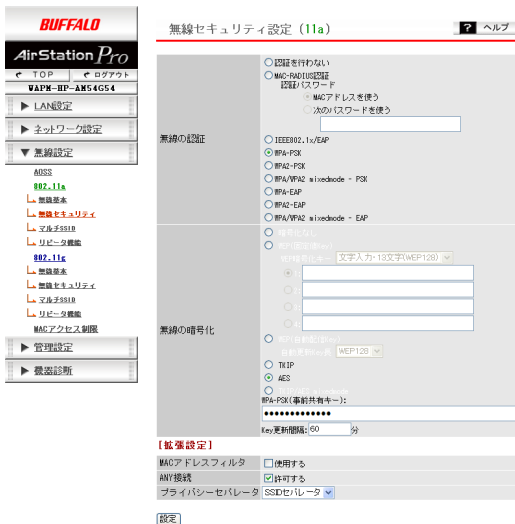 BUFFALO
AirStation Pro
TOP
ログアウト
WAPM-HP-AM54G54
▶ LAN設定
▶ ネットワーク設定
▼ 無線設定
AOSS
802.11a
無線基本
無線セキュリティ
マルチSSID
リピータ機能
802.11g
無線基本
無線セキュリティ
マルチSSID
リピータ機能
MACアクセス制限
▶ 管理設定
▶ 機器診断
無線セキュリティ設定 (11a)
? ヘルプ
無線の認証
認証を行わない
MAC-RADIUS認証
認証パスワード
MACアドレスを使う
次のパスワードを使う
IEEE802.1x/EAP
WPA-PSK
WPA2-PSK
WPA/WPA2 mixedmode - PSK
WPA-EAP
WPA2-EAP
WPA/WPA2 mixedmode - EAP
無線の暗号化
暗号化なし
文字入力・13文字(WEP128)
1:
2:
3:
4:
WEP128
TKIP
AES
TKIP/AES mixedmode
WPA-PSK(事前共有キー):
●●●●●●●●●●●●●
Key更新間隔: 60 分
[拡張設定]
MACアドレスフィルタ 使用する
ANY接続 許可する
プライバシーセパレータ SSIDセパレータ
設定